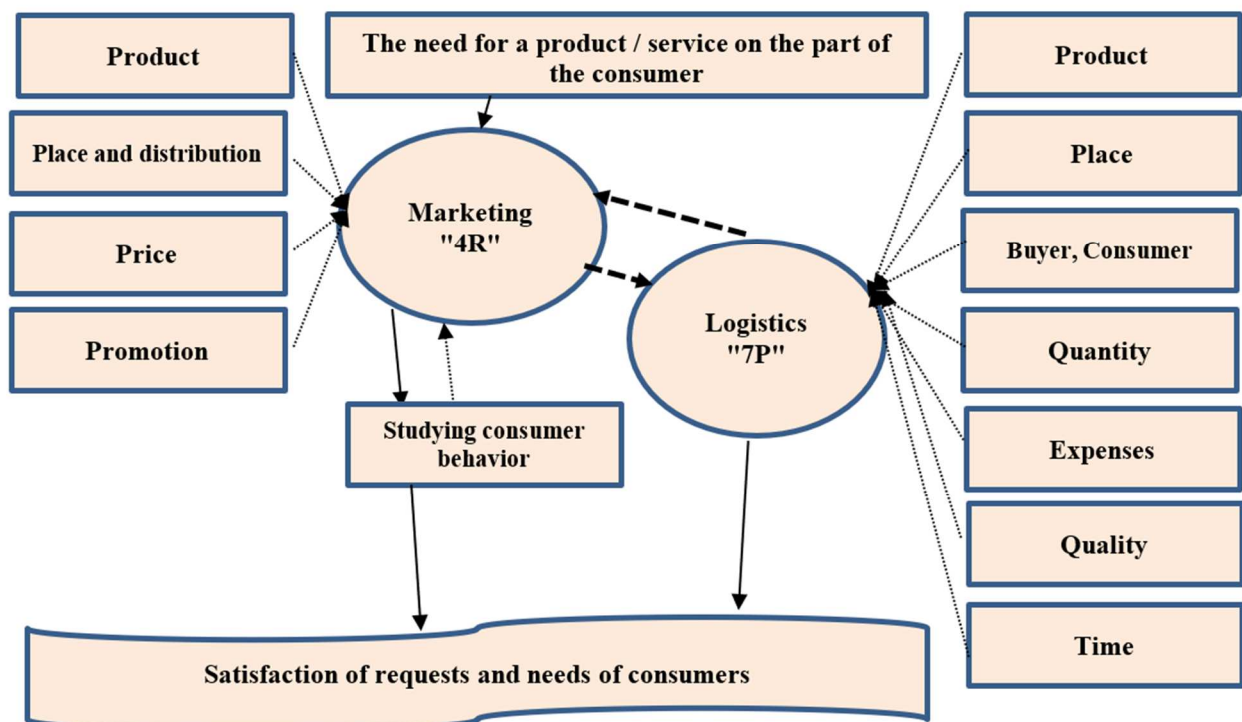 Product
Place and distribution
Price
Promotion
The need for a product / service on the part of
the consumer
Marketing
"4R"
Studying consumer
behavior
Logistics
"7P"
Product
Place
Buyer, Consumer
Quantity
Expenses
Quality
Time
Satisfaction of requests and needs of consumers